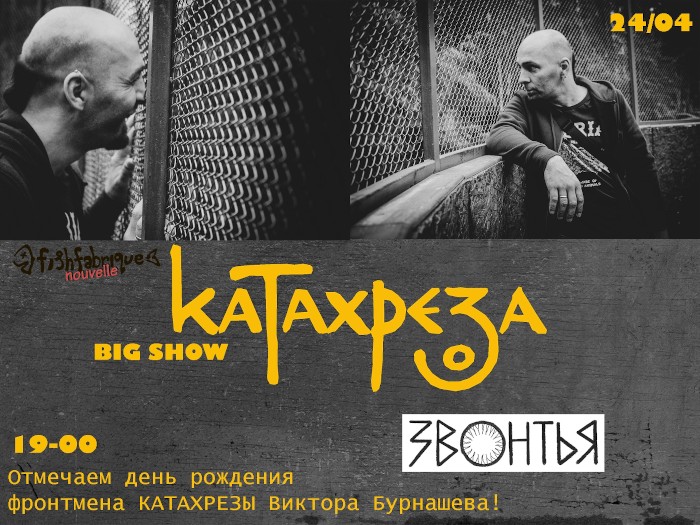 24/04
fishfabrique
nouvelle
катахреза
BIG SHOW
ЗВОНТЬЯ
19-00
Отмечаем день рождения
фронтмена КАТАХРЕЗЫ Виктора Бурнашева!